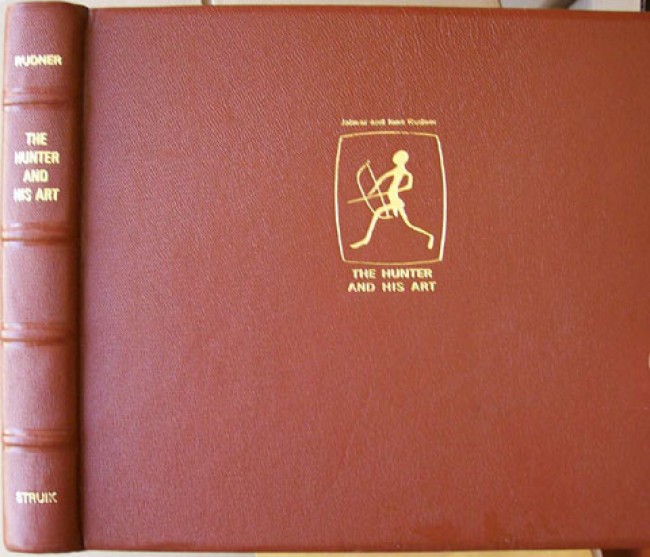 RUDNER
THE
HUNTER
AND
HIS ART
STRUIK
Jalmar and Ione Rudner
THE HUNTER
AND HIS ART